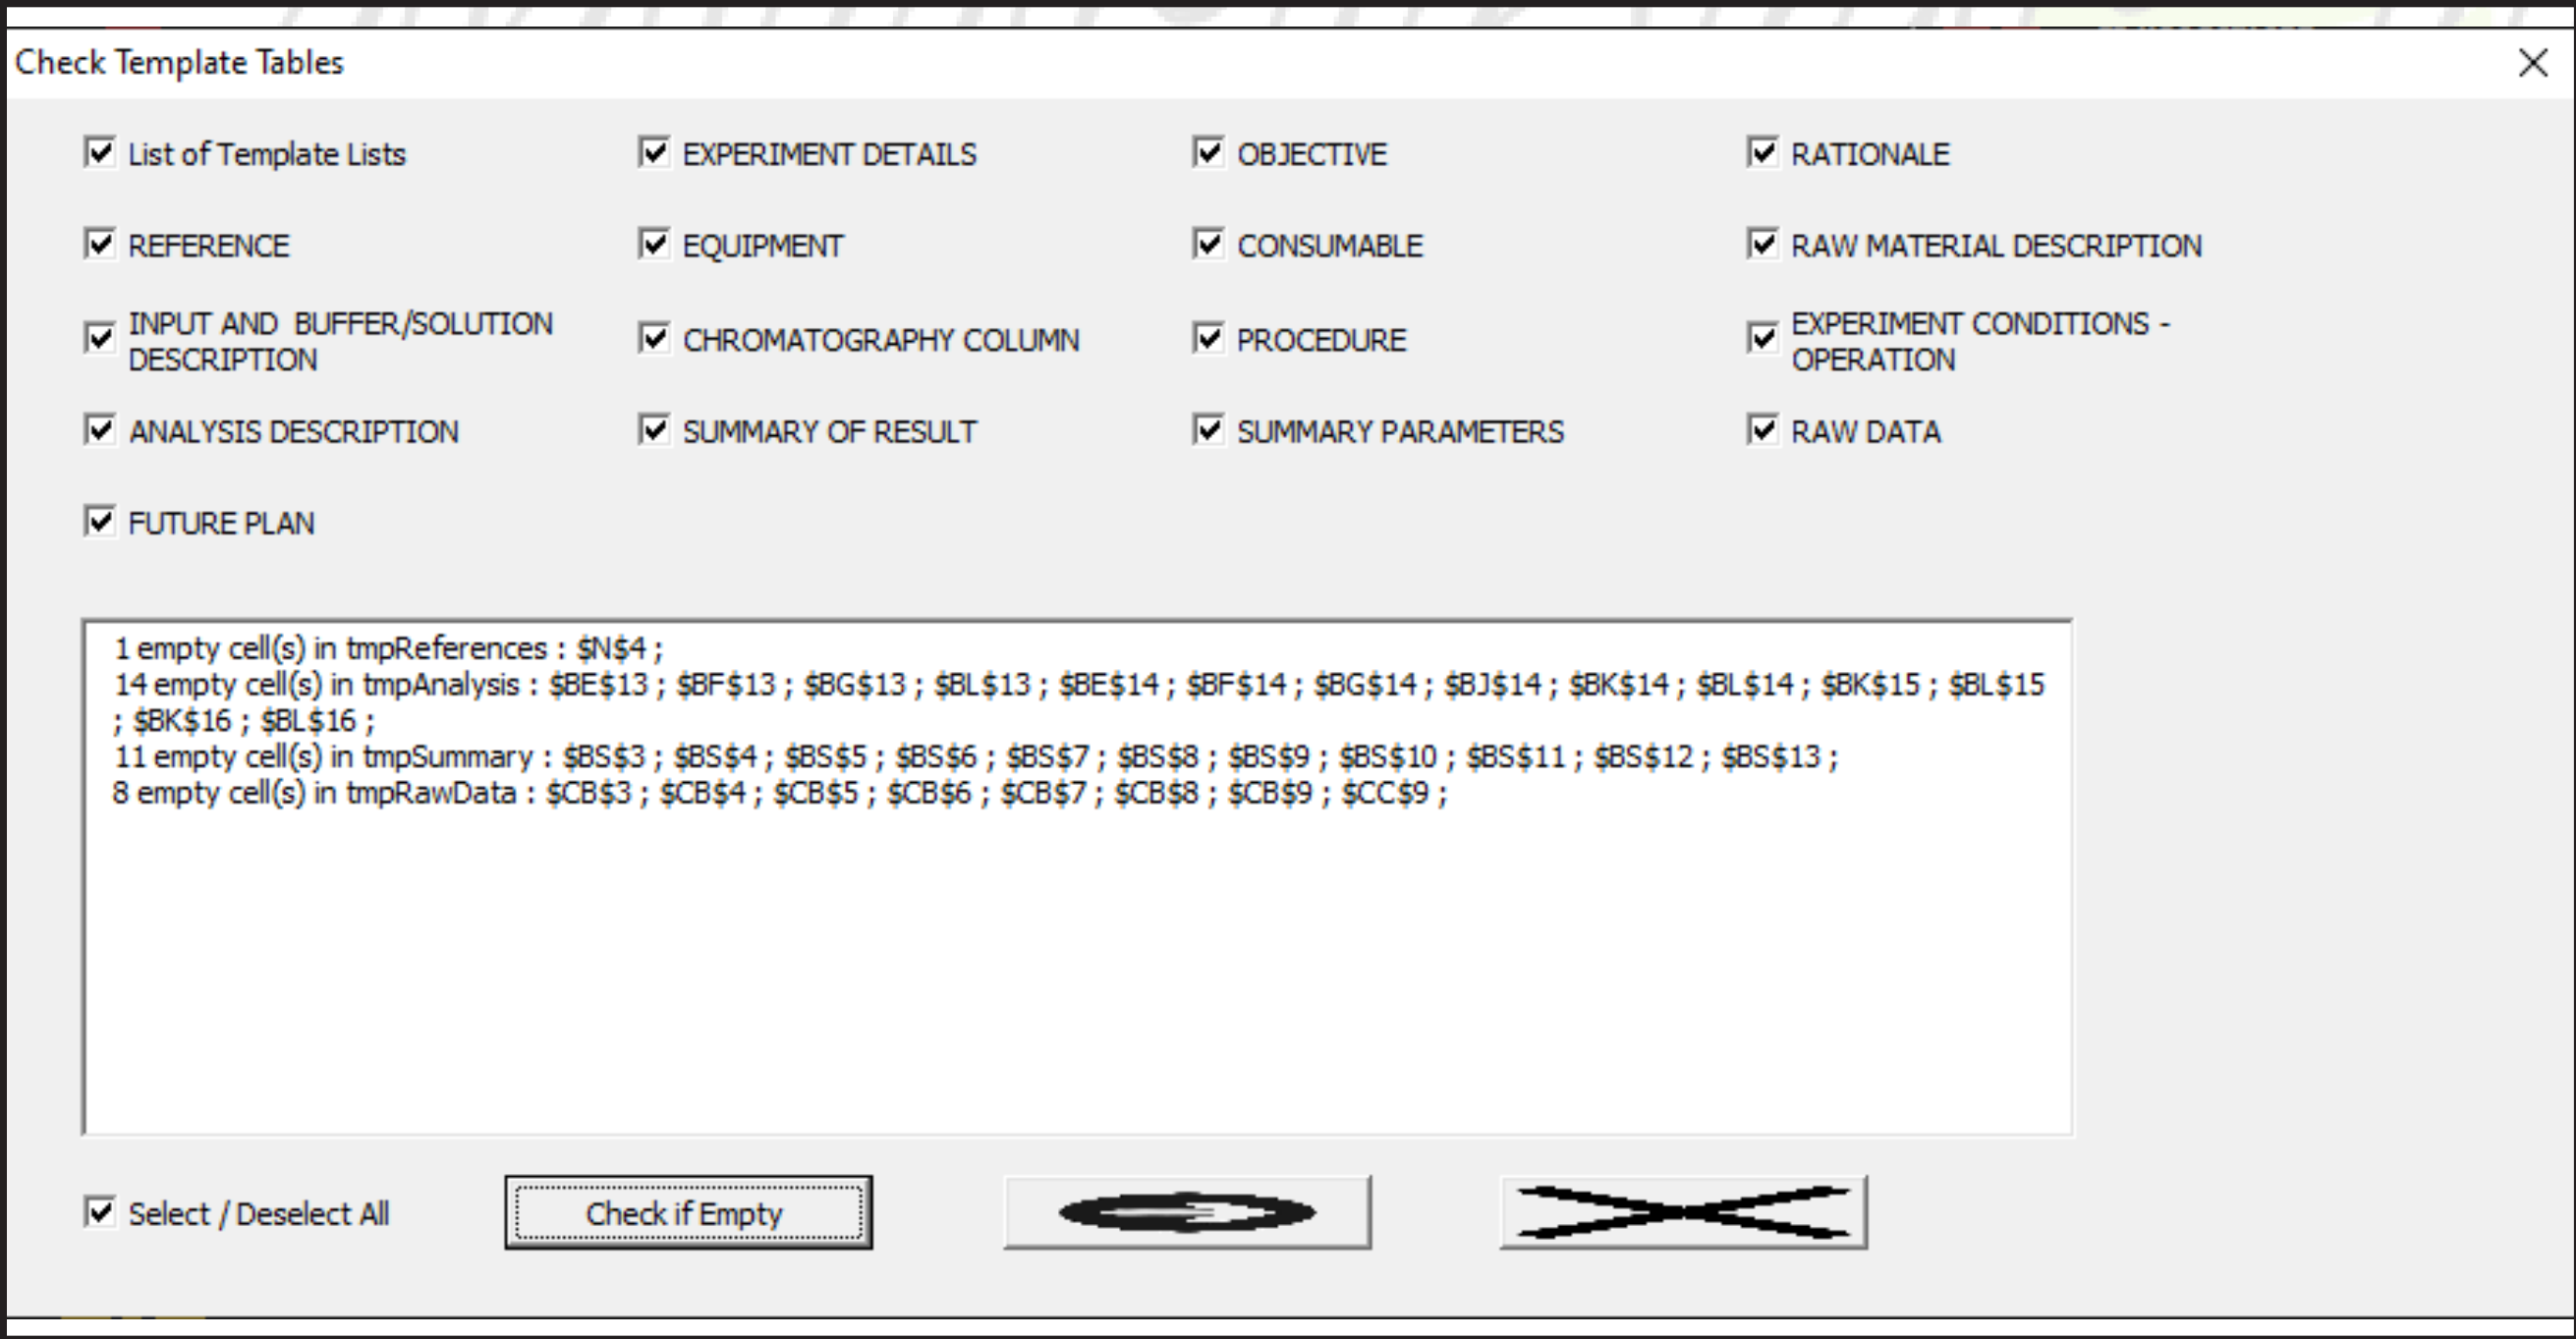 Check Template Tables
List of Template Lists
EXPERIMENT DETAILS
OBJECTIVE
RATIONALE
REFERENCE
EQUIPMENT
CONSUMABLE
RAW MATERIAL DESCRIPTION
INPUT AND  BUFFER/SOLUTION
DESCRIPTION
CHROMATOGRAPHY COLUMN
PROCEDURE
EXPERIMENT CONDITIONS -
OPERATION
ANALYSIS DESCRIPTION
SUMMARY OF RESULT
SUMMARY PARAMETERS
RAW DATA
FUTURE PLAN
1 empty cell(s) in tmpReferences : $N$4 ;
14 empty cell(s) in tmpAnalysis : $BE$13 ; $BF$13 ; $BG$13 ; $BL$13 ; $BE$14 ; $BF$14 ; $BG$14 ; $BJ$14 ; $BK$14 ; $BL$14 ; $BK$15 ; $BL$15
; $BK$16 ; $BL$16 ;
11 empty cell(s) in tmpSummary : $BS$3 ; $BS$4 ; $BS$5 ; $BS$6 ; $BS$7 ; $BS$8 ; $BS$9 ; $BS$10 ; $BS$11 ; $BS$12 ; $BS$13 ;
8 empty cell(s) in tmpRawData : $CB$3 ; $CB$4 ; $CB$5 ; $CB$6 ; $CB$7 ; $CB$8 ; $CB$9 ; $CC$9 ;
Select / Deselect All
Check if Empty